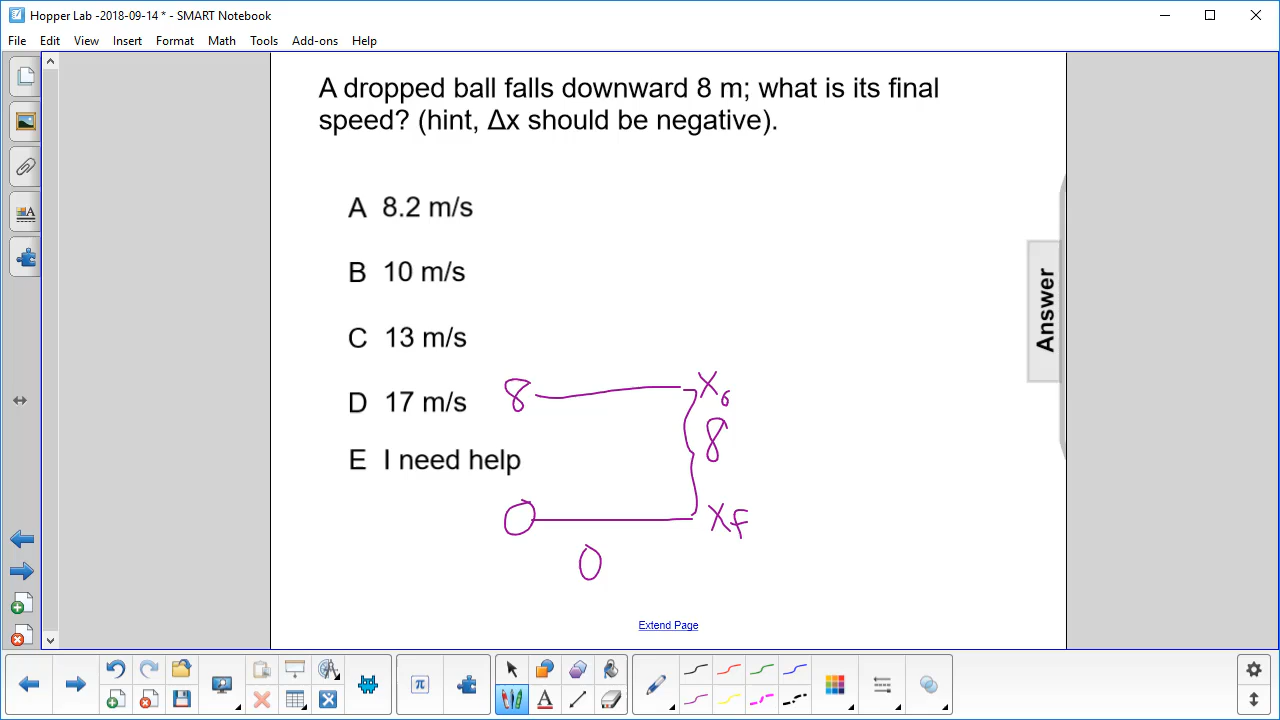 Hopper Lab -2018-09-14 * - SMART Notebook
File Edit View Insert Format Math Tools Add-ons Help
A dropped ball falls downward 8 m; what is its final
speed? (hint, Δx should be negative).
A 8.2 m/s
B 10 m/s
C 13 m/s
D 17 m/s
E I need help
Answer
8 x₀
8
0 xf
0
Extend Page
π
A